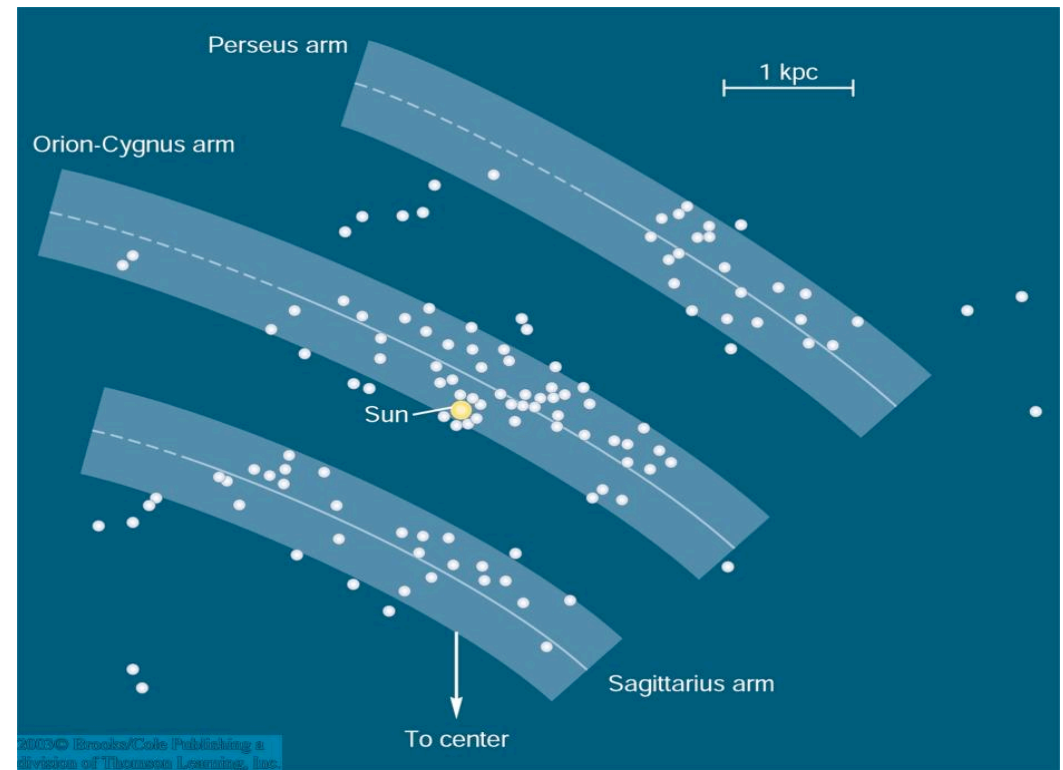 Perseus arm
1 kpc
Orion-Cygnus arm
Sun
Sagittarius arm
To center
2003© Brooks/Cole Publishing a
division of Thomson Learning, Inc.